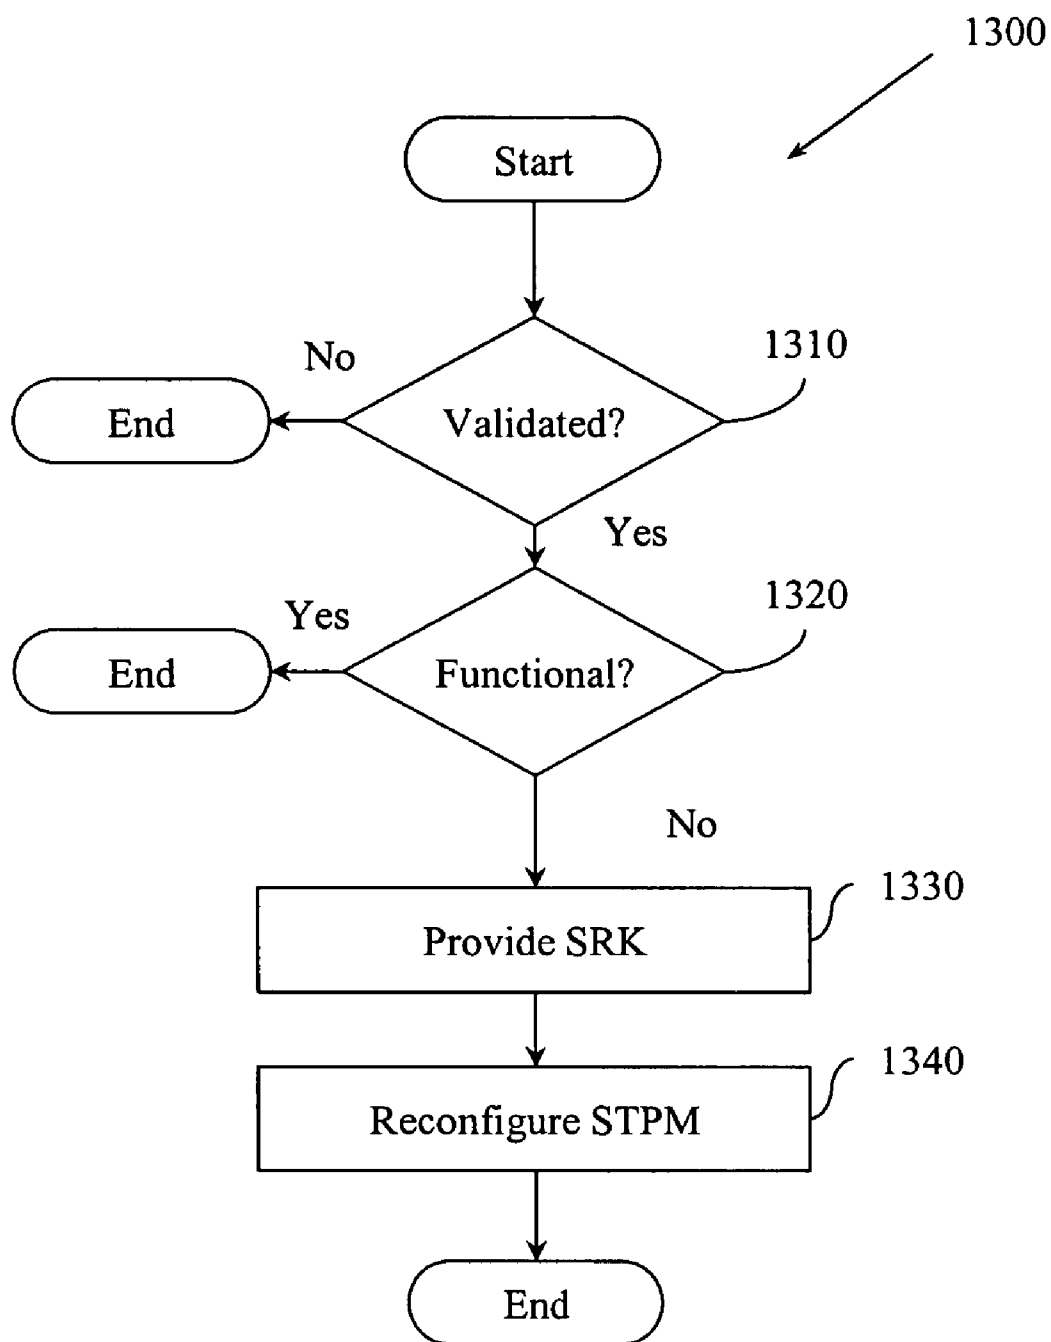 1300
Start
1310
No
Validated?
End
Yes
1320
Yes
Functional?
End
No
1330
Provide SRK
1340
Reconfigure STPM
End